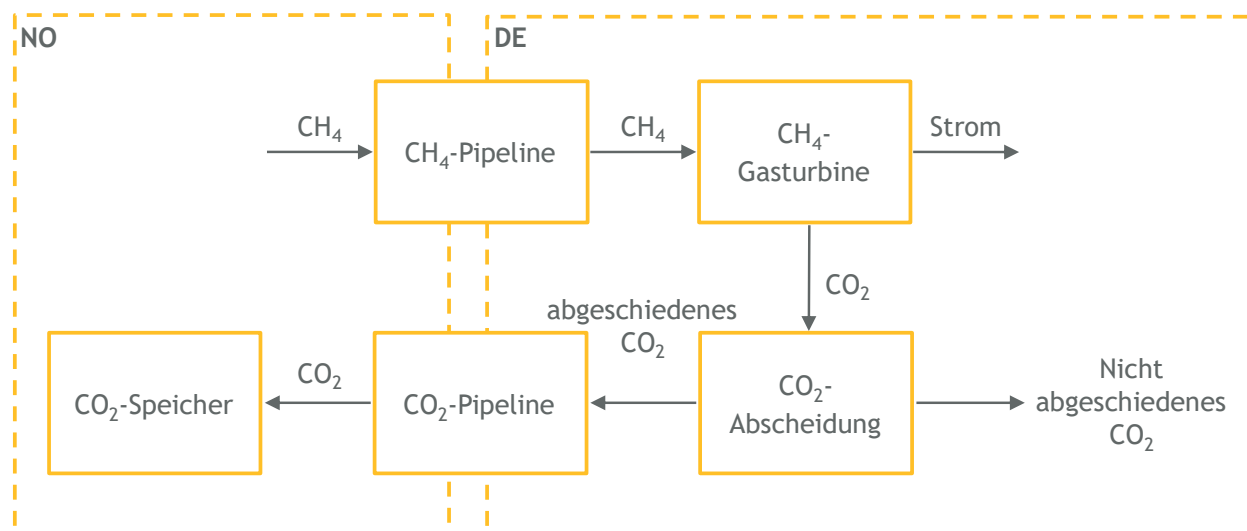 NO
DE
CH₄
CH₄-Pipeline
CH₄
CH₄-
Gasturbine
Strom
CO₂
abgeschiedenes
CO₂
CO₂-Speicher
CO₂
CO₂-Pipeline
CO₂-
Abscheidung
Nicht
abgeschiedenes
CO₂